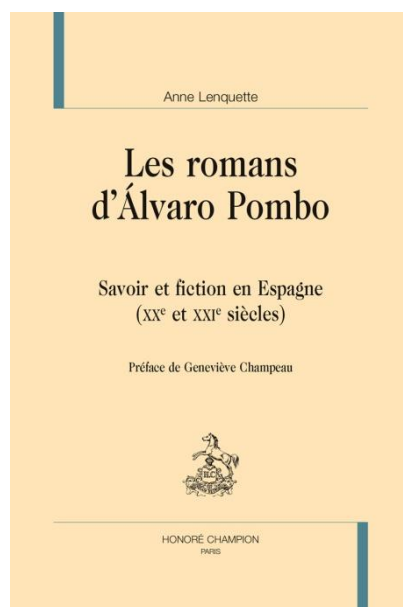 Anne Lenquette
Les romans
d'Álvaro Pombo
Savoir et fiction en Espagne
(XXe et XXIe siècles)
Préface de Geneviève Champeau
HONORÉ CHAMPION
PARIS